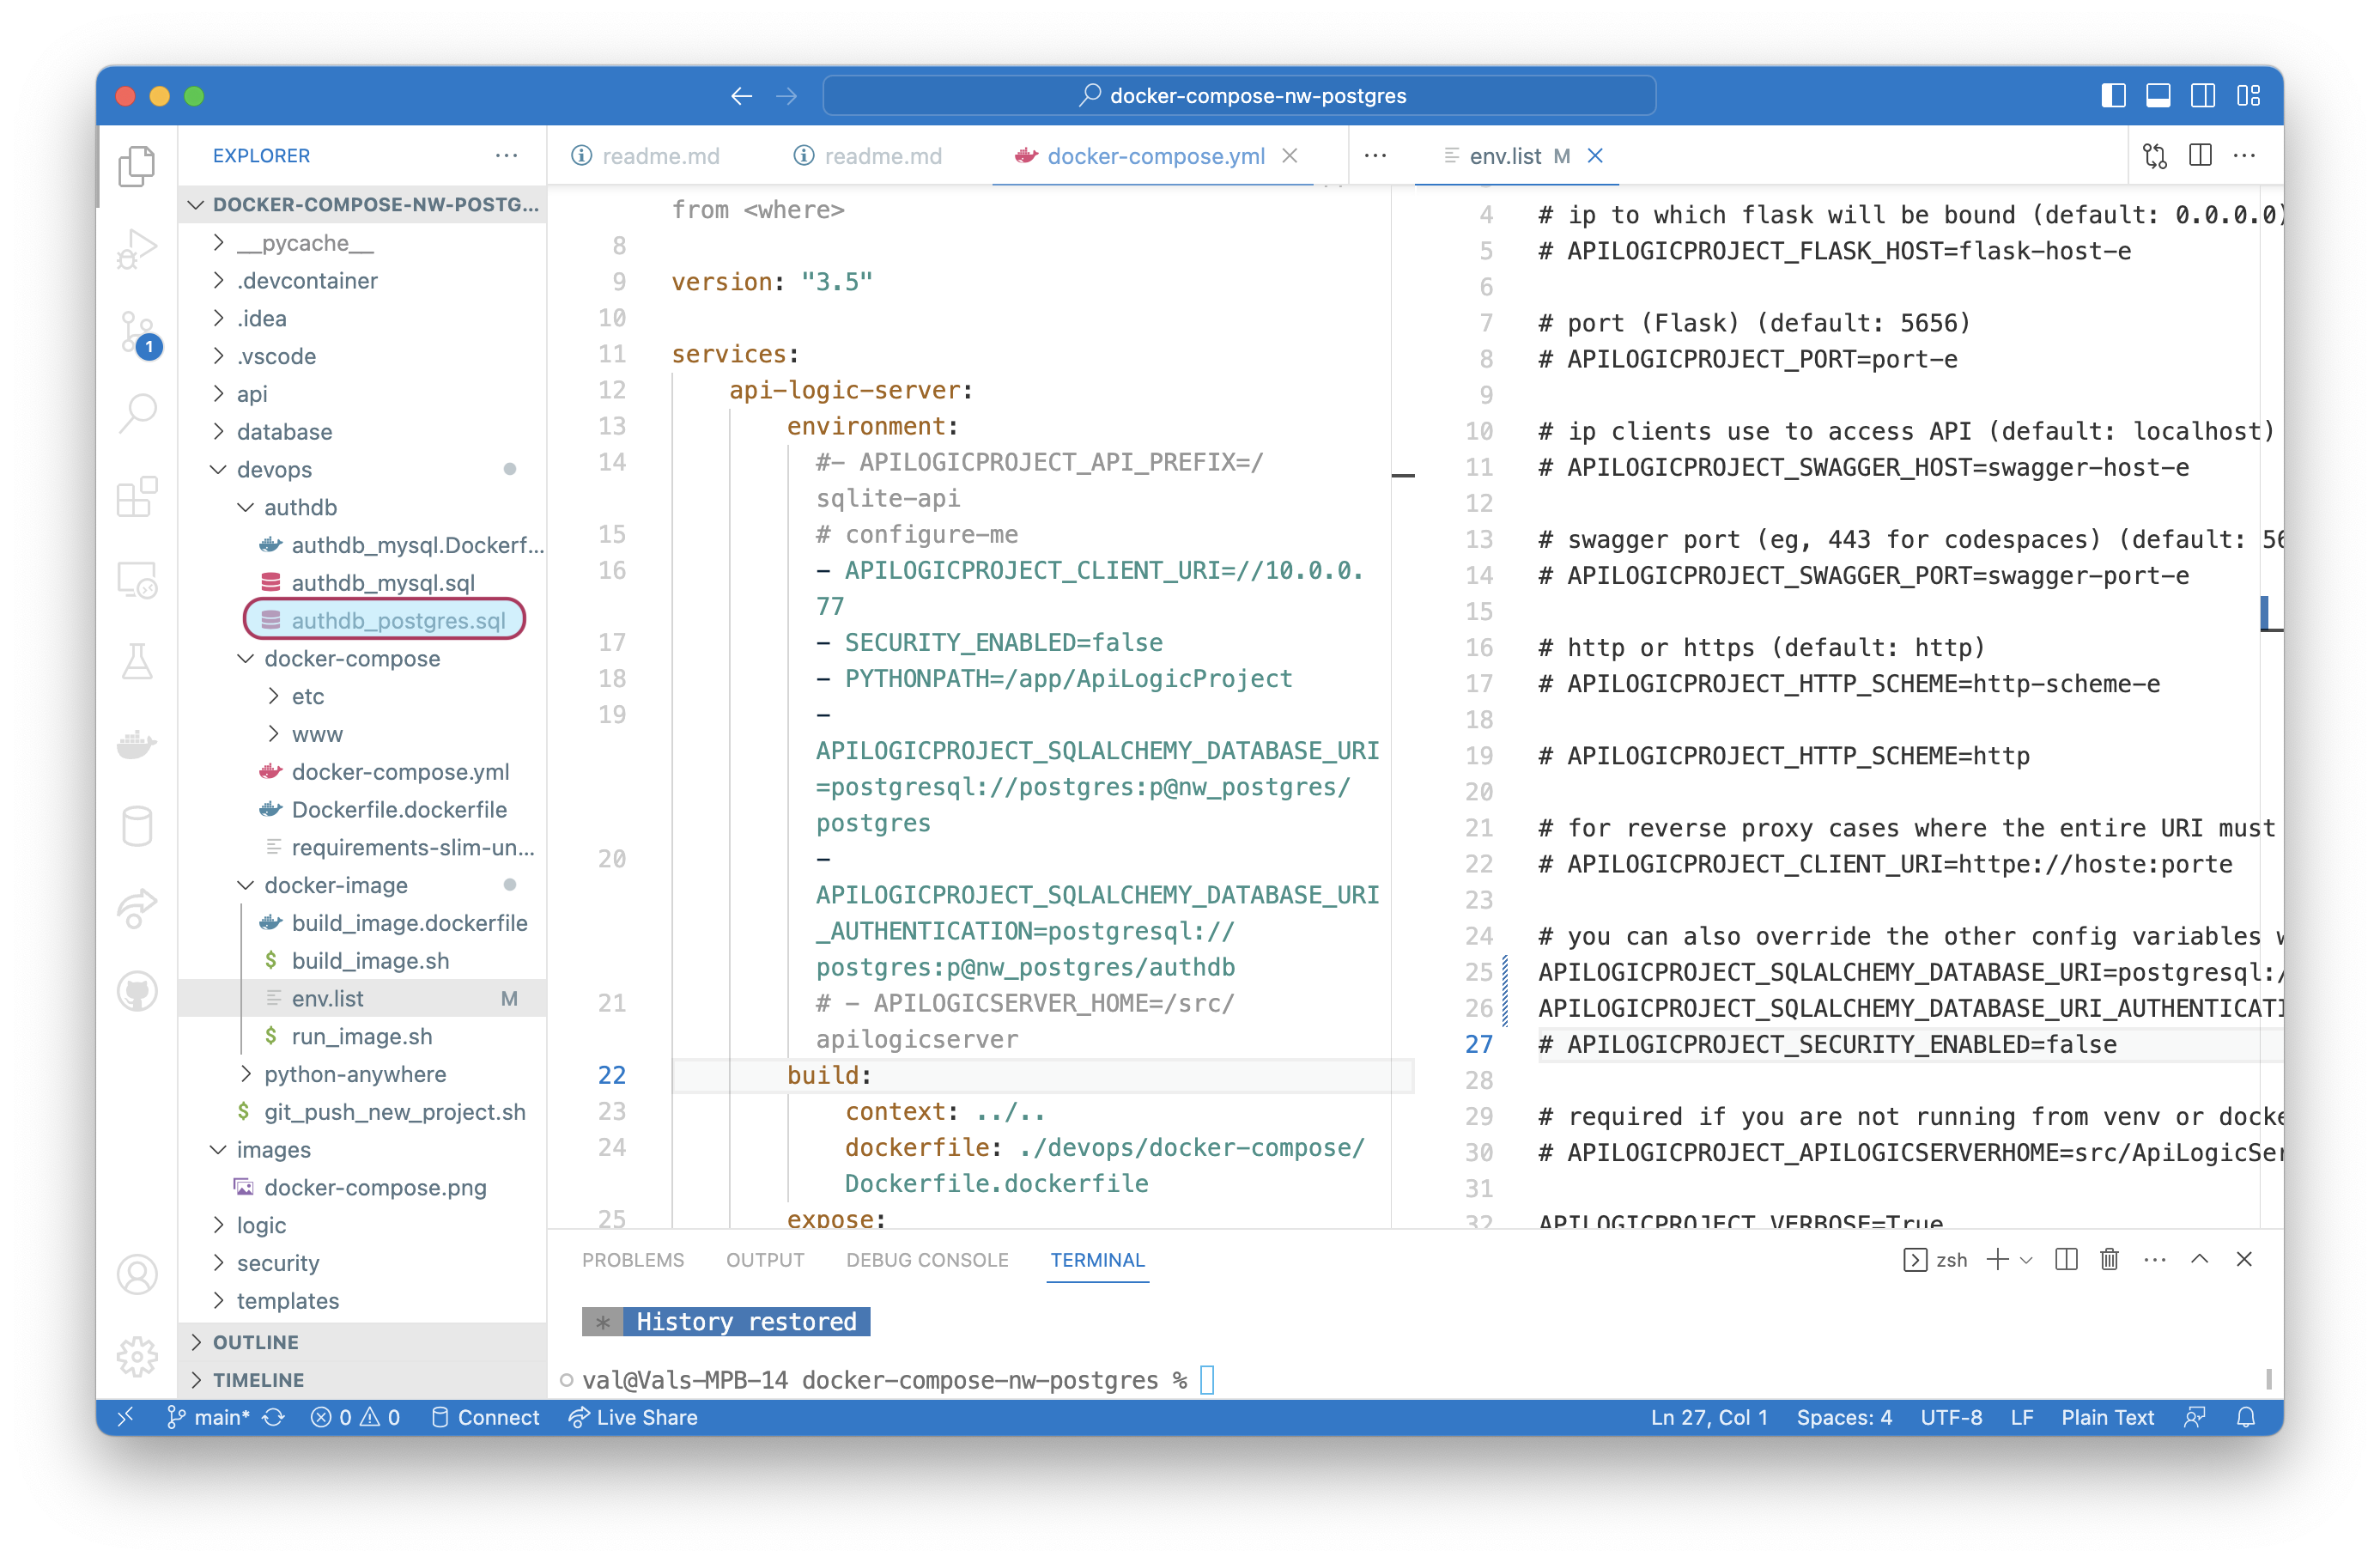 docker-compose-nw-postgres
EXPLORER
DOCKER-COMPOSE-NW-POSTG...
__pycache__
.devcontainer
.idea
.vscode
api
database
devops
authdb
authdb_mysql.Dockerf...
authdb_mysql.sql
authdb_postgres.sql
docker-compose
etc
www
docker-compose.yml
Dockerfile.dockerfile
requirements-slim-un...
docker-image
build_image.dockerfile
$ build_image.sh
env.list M
$ run_image.sh
python-anywhere
$ git_push_new_project.sh
images
docker-compose.png
logic
security
templates
OUTLINE
TIMELINE
1
readme.md readme.md docker-compose.yml
from <where>
8
9 version: "3.5"
10
11 services:
12 api-logic-server:
13 environment:
14 #- APILOGICPROJECT_API_PREFIX=/
sqlite-api
15 # configure-me
16 - APILOGICPROJECT_CLIENT_URI=//10.0.0.
77
17 - SECURITY_ENABLED=false
18 - PYTHONPATH=/app/ApiLogicProject
19 -
APILOGICPROJECT_SQLALCHEMY_DATABASE_URI
=postgresql://postgres:p@nw_postgres/
postgres
20 -
APILOGICPROJECT_SQLALCHEMY_DATABASE_URI
_AUTHENTICATION=postgresql://
postgres:p@nw_postgres/authdb
21 # - APILOGICSERVER_HOME=/src/
apilogicserver
22 build:
23 context: ../..
24 dockerfile: ./devops/docker-compose/
Dockerfile.dockerfile
25 expose:
env.list M
4 # ip to which flask will be bound (default: 0.0.0.0)
5 # APILOGICPROJECT_FLASK_HOST=flask-host-e
6
7 # port (Flask) (default: 5656)
8 # APILOGICPROJECT_PORT=port-e
9
10 # ip clients use to access API (default: localhost)
11 # APILOGICPROJECT_SWAGGER_HOST=swagger-host-e
12
13 # swagger port (eg, 443 for codespaces) (default: 56
14 # APILOGICPROJECT_SWAGGER_PORT=swagger-port-e
15
16 # http or https (default: http)
17 # APILOGICPROJECT_HTTP_SCHEME=http-scheme-e
18
19 # APILOGICPROJECT_HTTP_SCHEME=http
20
21 # for reverse proxy cases where the entire URI must
22 # APILOGICPROJECT_CLIENT_URI=httpe://hoste:porte
23
24 # you can also override the other config variables w
25 APILOGICPROJECT_SQLALCHEMY_DATABASE_URI=postgresql:/
26 APILOGICPROJECT_SQLALCHEMY_DATABASE_URI_AUTHENTICATI
27 # APILOGICPROJECT_SECURITY_ENABLED=false
28
29 # required if you are not running from venv or docke
30 # APILOGICPROJECT_APILOGICSERVERHOME=src/ApiLogicSer
31
32 APILOGICPROJECT_VERBOSE=True
PROBLEMS OUTPUT DEBUG CONSOLE TERMINAL
zsh
* History restored
val@Vals-MPB-14 docker-compose-nw-postgres %
main* 0 0 Connect Live Share
Ln 27, Col 1 Spaces: 4 UTF-8 LF Plain Text